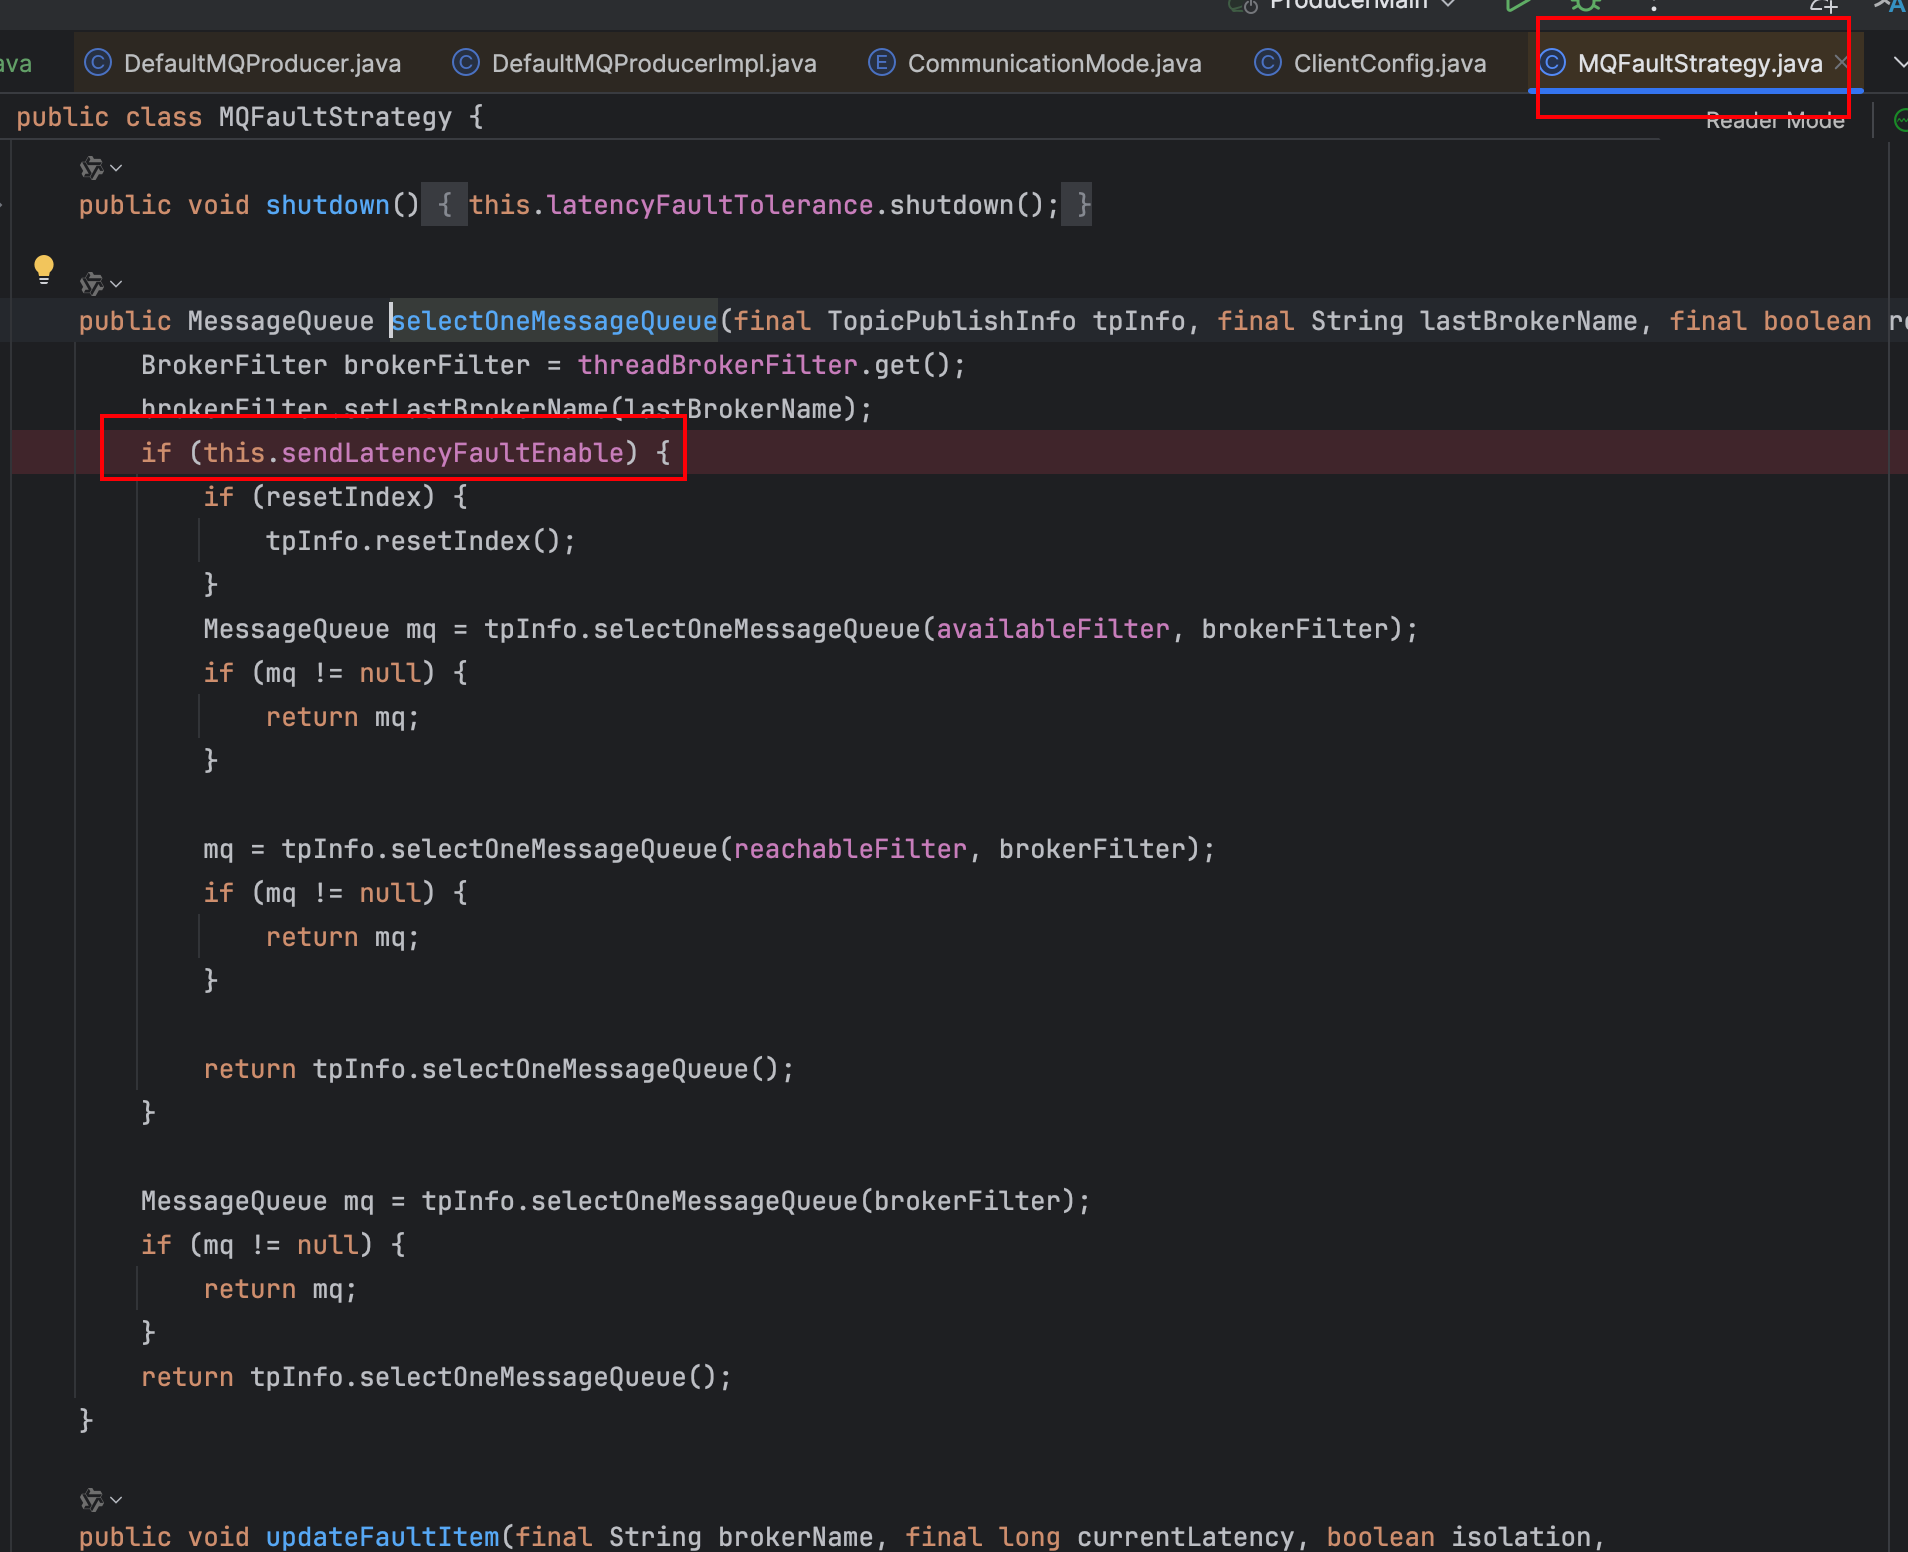 ProducerMain
ava DefaultMQProducer.java DefaultMQProducerImpl.java CommunicationMode.java ClientConfig.java MQFaultStrategy.java
public class MQFaultStrategy {
Reader Mode
public void shutdown() { this.latencyFaultTolerance.shutdown(); }
public MessageQueue selectOneMessageQueue(final TopicPublishInfo tpInfo, final String lastBrokerName, final boolean re
BrokerFilter brokerFilter = threadBrokerFilter.get();
brokerFilter.setLastBrokerName(lastBrokerName);
if (this.sendLatencyFaultEnable) {
if (resetIndex) {
tpInfo.resetIndex();
}
MessageQueue mq = tpInfo.selectOneMessageQueue(availableFilter, brokerFilter);
if (mq != null) {
return mq;
}
mq = tpInfo.selectOneMessageQueue(reachableFilter, brokerFilter);
if (mq != null) {
return mq;
}
return tpInfo.selectOneMessageQueue();
}
MessageQueue mq = tpInfo.selectOneMessageQueue(brokerFilter);
if (mq != null) {
return mq;
}
return tpInfo.selectOneMessageQueue();
}
public void updateFaultItem(final String brokerName, final long currentLatency, boolean isolation,